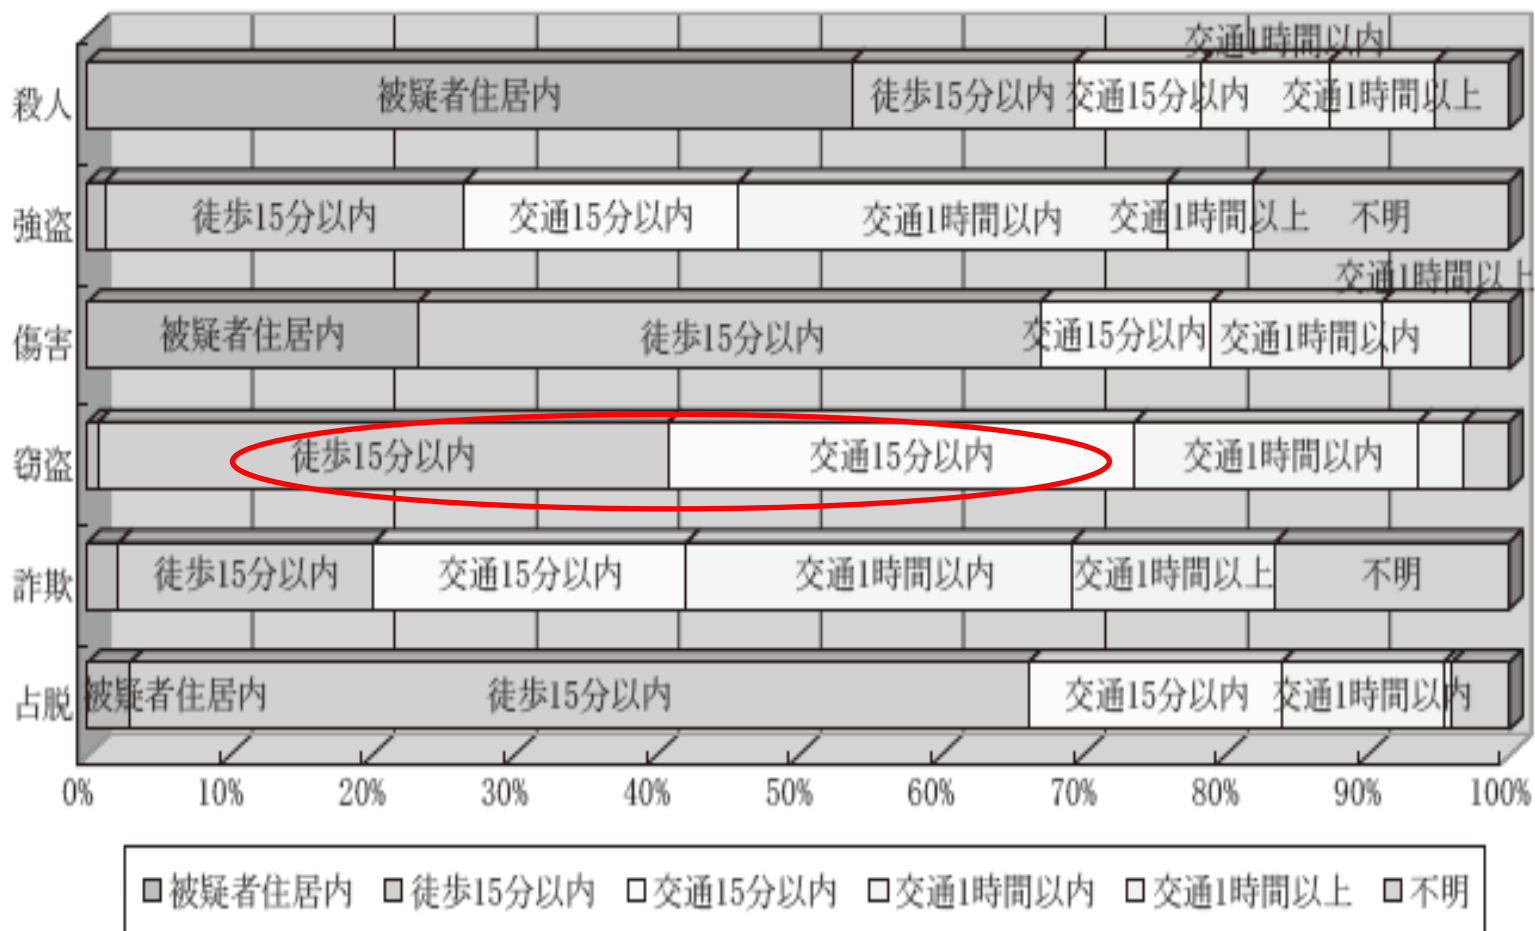 交通1時間以内
殺人 被疑者住居内 徒歩15分以内 交通15分以内 交通1時間以上
強盗 徒歩15分以内 交通15分以内 交通1時間以内 交通1時間以上 不明
交通1時間以上
傷害 被疑者住居内 徒歩15分以内 交通15分以内 交通1時間以内
窃盗 徒歩15分以内 交通15分以内 交通1時間以内
詐欺 徒歩15分以内 交通15分以内 交通1時間以内 交通1時間以上 不明
占脱 被疑者住居内 徒歩15分以内 交通15分以内 交通1時間以内
0% 10% 20% 30% 40% 50% 60% 70% 80% 90% 100%
被疑者住居内 徒歩15分以内 交通15分以内 交通1時間以内 交通1時間以上 不明